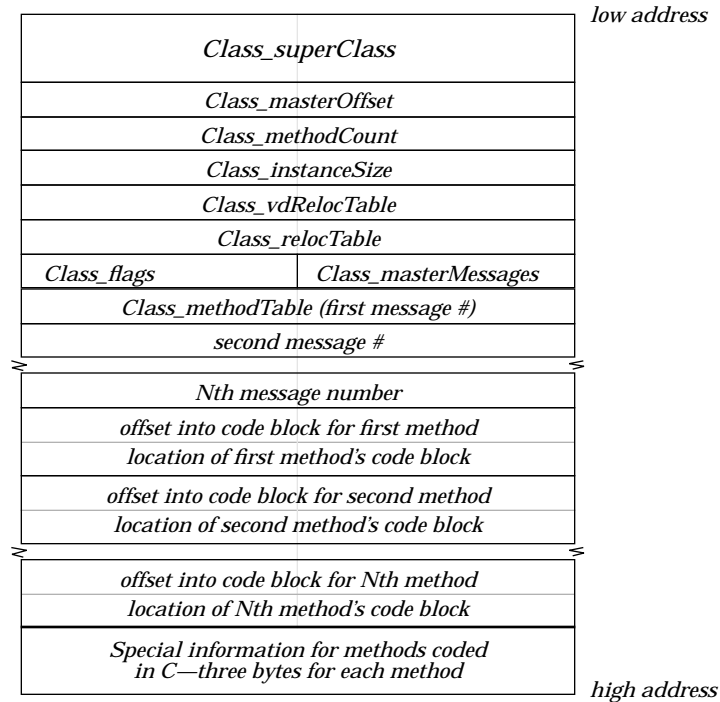 low address
Class_superClass
Class_masterOffset
Class_methodCount
Class_instanceSize
Class_vdRelocTable
Class_relocTable
Class_flags
Class_masterMessages
Class_methodTable (first message #)
second message #
Nth message number
offset into code block for first method
location of first method's code block
offset into code block for second method
location of second method's code block
offset into code block for Nth method
location of Nth method's code block
Special information for methods coded
in C—three bytes for each method
high address